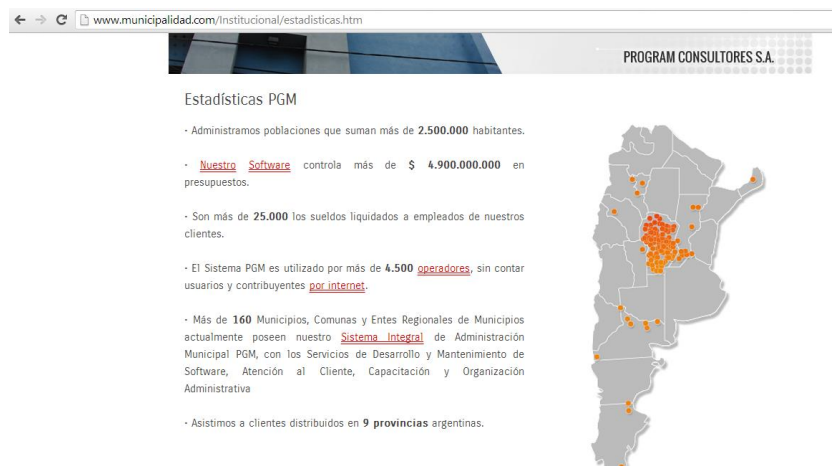 www.municipalidad.com/Institucional/estadisticas.htm
PROGRAM CONSULTORES S.A.
Estadísticas PGM
· Administramos poblaciones que suman más de 2.500.000 habitantes.
· Nuestro Software controla más de $ 4.900.000.000 en
presupuestos.
· Son más de 25.000 los sueldos liquidados a empleados de nuestros
clientes.
· El Sistema PGM es utilizado por más de 4.500 operadores, sin contar
usuarios y contribuyentes por internet.
· Más de 160 Municipios, Comunas y Entes Regionales de Municipios
actualmente poseen nuestro Sistema Integral de Administración
Municipal PGM, con los Servicios de Desarrollo y Mantenimiento de
Software, Atención al Cliente, Capacitación y Organización
Administrativa
· Asistimos a clientes distribuidos en 9 provincias argentinas.